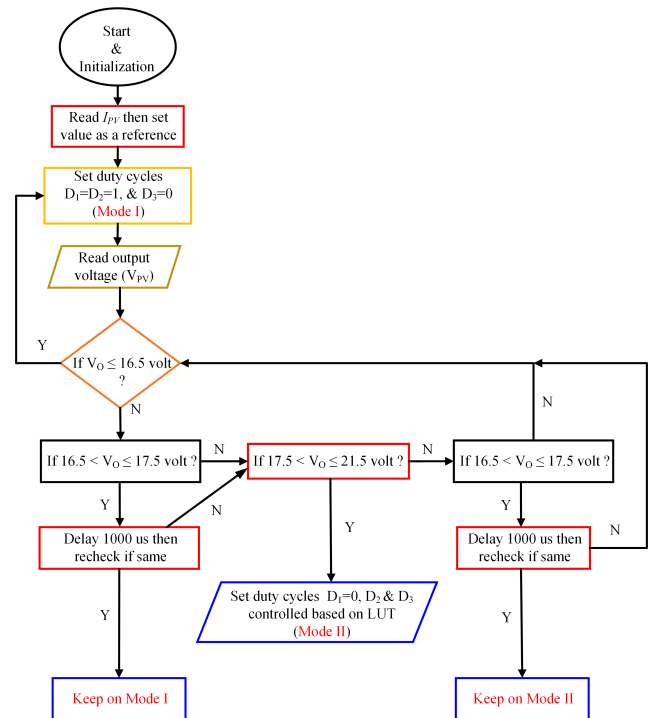 Start
&
Initialization
Read I_PV then set
value as a reference
Set duty cycles
D₁=D₂=1, & D₃=0
(Mode I)
Read output
voltage (V_PV)
Y
If V_O ≤ 16.5 volt
?
N
N
If 16.5 < V_O ≤ 17.5 volt ?
N
If 17.5 < V_O ≤ 21.5 volt ?
N
If 16.5 < V_O ≤ 17.5 volt ?
Y
N
Y
Y
N
Delay 1000 us then
recheck if same
Delay 1000 us then
recheck if same
Set duty cycles D₁=0, D₂ & D₃
controlled based on LUT
(Mode II)
Y
Y
Keep on Mode I
Keep on Mode II